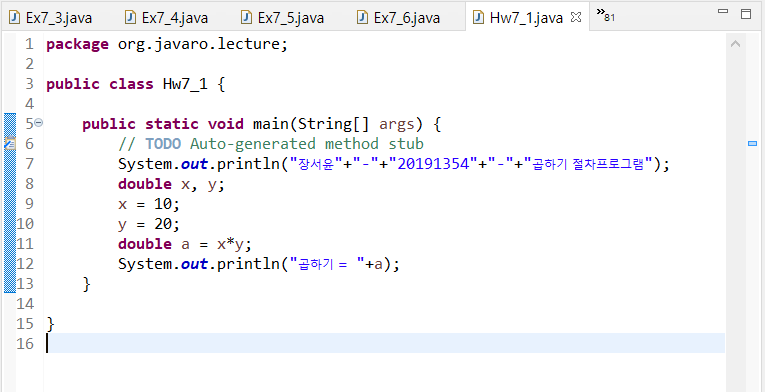 Ex7_3.java Ex7_4.java Ex7_5.java Ex7_6.java Hw7_1.java »81
1 package org.javaro.lecture;
2
3 public class Hw7_1 {
4
5 public static void main(String[] args) {
6 // TODO Auto-generated method stub
7 System.out.println("장서윤"+"-"+"20191354"+"-"+"곱하기 절차프로그램");
8 double x, y;
9 x = 10;
10 y = 20;
11 double a = x*y;
12 System.out.println("곱하기 = "+a);
13 }
14
15 }
16